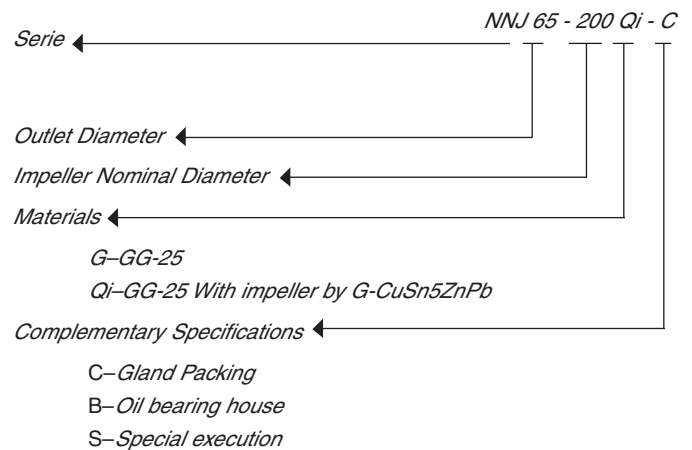 NNJ 65 - 200 Qi - C
Serie
Outlet Diameter
Impeller Nominal Diameter
Materials
G–GG-25
Qi–GG-25 With impeller by G-CuSn5ZnPb
Complementary Specifications
C–Gland Packing
B–Oil bearing house
S–Special execution